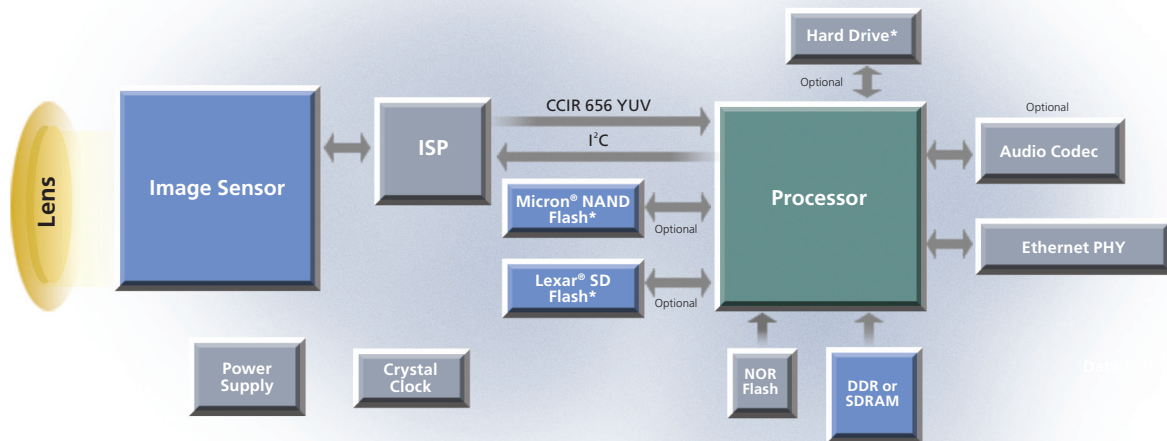 Hard Drive*
Optional
CCIR 656 YUV
I²C
Optional
Lens
Image Sensor
ISP
Processor
Audio Codec
Micron® NAND
Flash*
Optional
Ethernet PHY
Lexar® SD
Flash*
Optional
Power
Supply
Crystal
Clock
NOR
Flash
DDR or
SDRAM